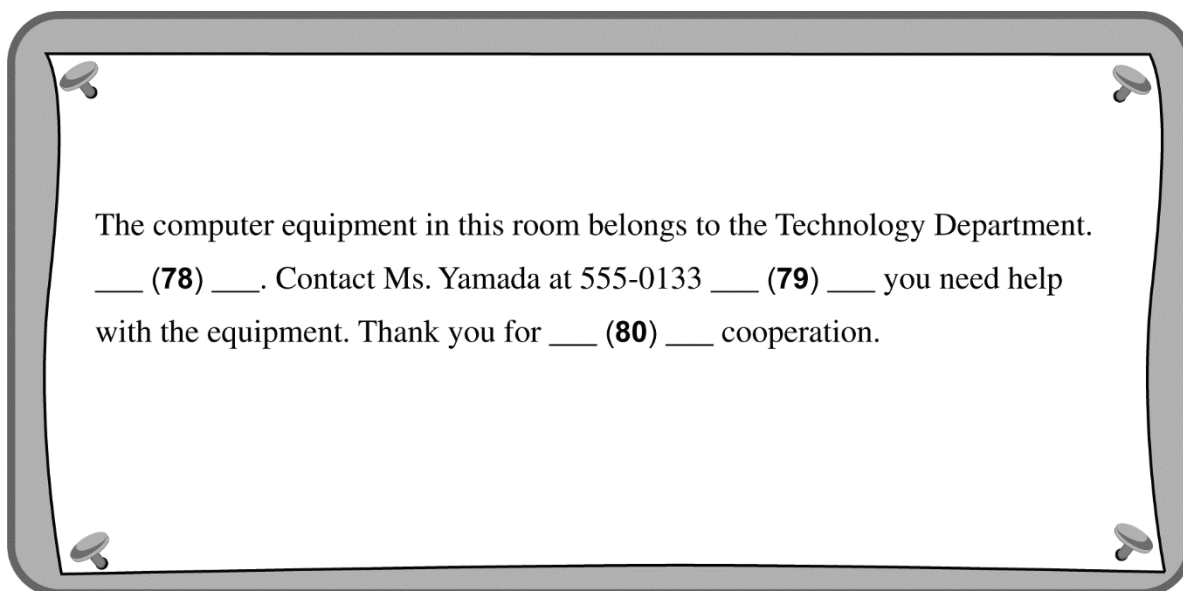 The computer equipment in this room belongs to the Technology Department.
___ (78) ___. Contact Ms. Yamada at 555-0133 ___ (79) ___ you need help
with the equipment. Thank you for ___ (80) ___ cooperation.